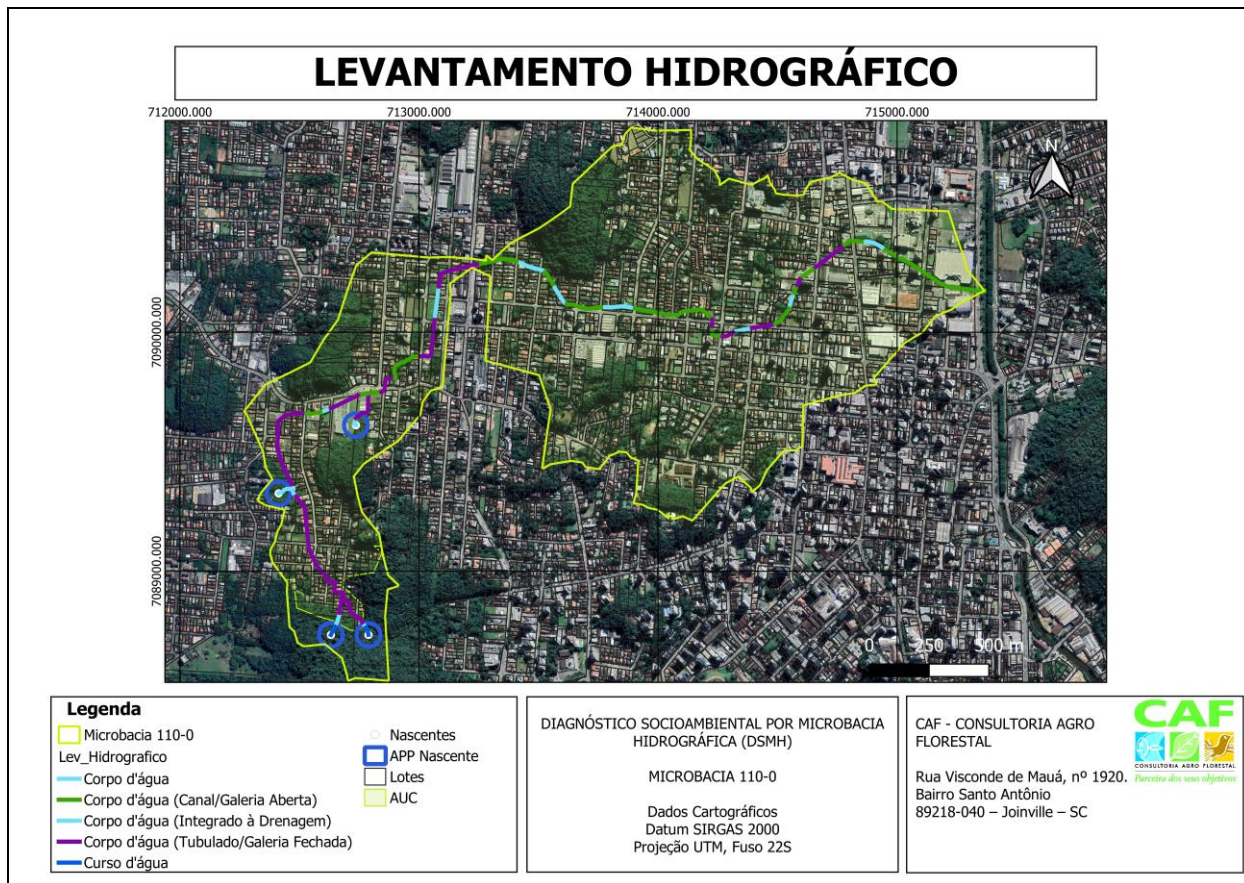 LEVANTAMENTO HIDROGRÁFICO
712000.000
713000.000
714000.000
715000.000
N
7090000.000
7089000.000
0 250 500 m
Legenda
Microbacia 110-0
Lev_Hidrografico
Corpo d'água
Corpo d'água (Canal/Galeria Aberta)
Corpo d'água (Integrado à Drenagem)
Corpo d'água (Tubulado/Galeria Fechada)
Curso d'água
Nascentes
APP Nascente
Lotes
AUC
DIAGNÓSTICO SOCIOAMBIENTAL POR MICROBACIA
HIDROGRÁFICA (DSMH)
MICROBACIA 110-0
Dados Cartográficos
Datum SIRGAS 2000
Projeção UTM, Fuso 22S
CAF - CONSULTORIA AGRO
FLORESTAL
Rua Visconde de Mauá, nº 1920.
Bairro Santo Antônio
89218-040 – Joinville – SC
CAF
CONSULTORIA AGRO FLORESTAL
Parceira dos seus objetivos